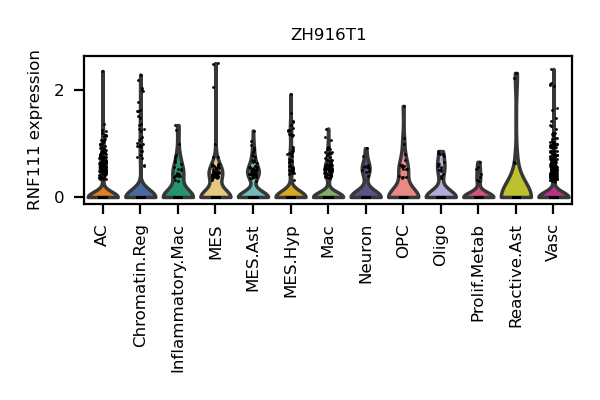 ZH916T1
RNF111 expression
2
0
AC
Chromatin.Reg
Inflammatory.Mac
MES
MES.Ast
MES.Hyp
Mac
Neuron
OPC
Oligo
Prolif.Metab
Reactive.Ast
Vasc